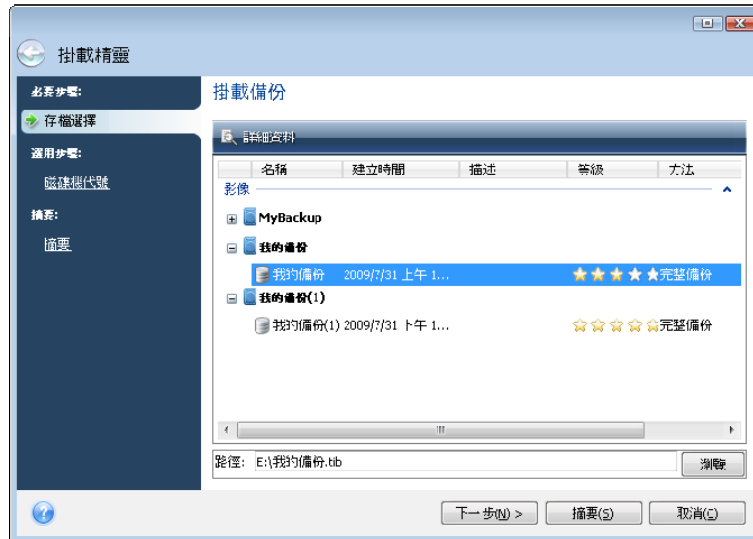 掛載精靈
必要步驟:
存檔選擇
選用步驟:
磁碟機代號
摘要:
摘要
掛載備份
詳細資料
名稱 建立時間 描述 等級 方法
影像
MyBackup
我的備份
我的備份 2009/7/31 上午 1... 完整備份
我的備份(1)
我的備份(1) 2009/7/31 下午 1... 完整備份
路徑: E:\我的備份.tib 瀏覽
下一步(N) > 摘要(S) 取消(C)